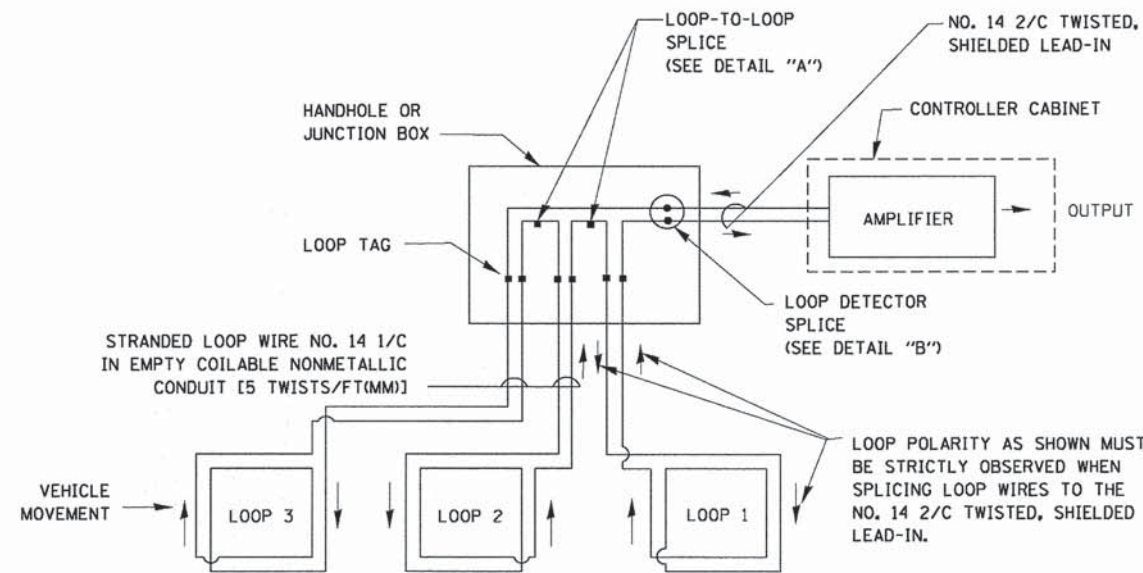 LOOP-TO-LOOP
SPLICE
(SEE DETAIL "A")
NO. 14 2/C TWISTED,
SHIELDED LEAD-IN
HANDHOLE OR
JUNCTION BOX
CONTROLLER CABINET
AMPLIFIER
OUTPUT
LOOP TAG
LOOP DETECTOR
SPLICE
(SEE DETAIL "B")
STRANDED LOOP WIRE NO. 14 1/C
IN EMPTY COILABLE NONMETALLIC
CONDUIT [5 TWISTS/FT(MM)]
LOOP POLARITY AS SHOWN MUST
BE STRICTLY OBSERVED WHEN
SPLICING LOOP WIRES TO THE
NO. 14 2/C TWISTED, SHIELDED
LEAD-IN.
VEHICLE
MOVEMENT
LOOP 3
LOOP 2
LOOP 1